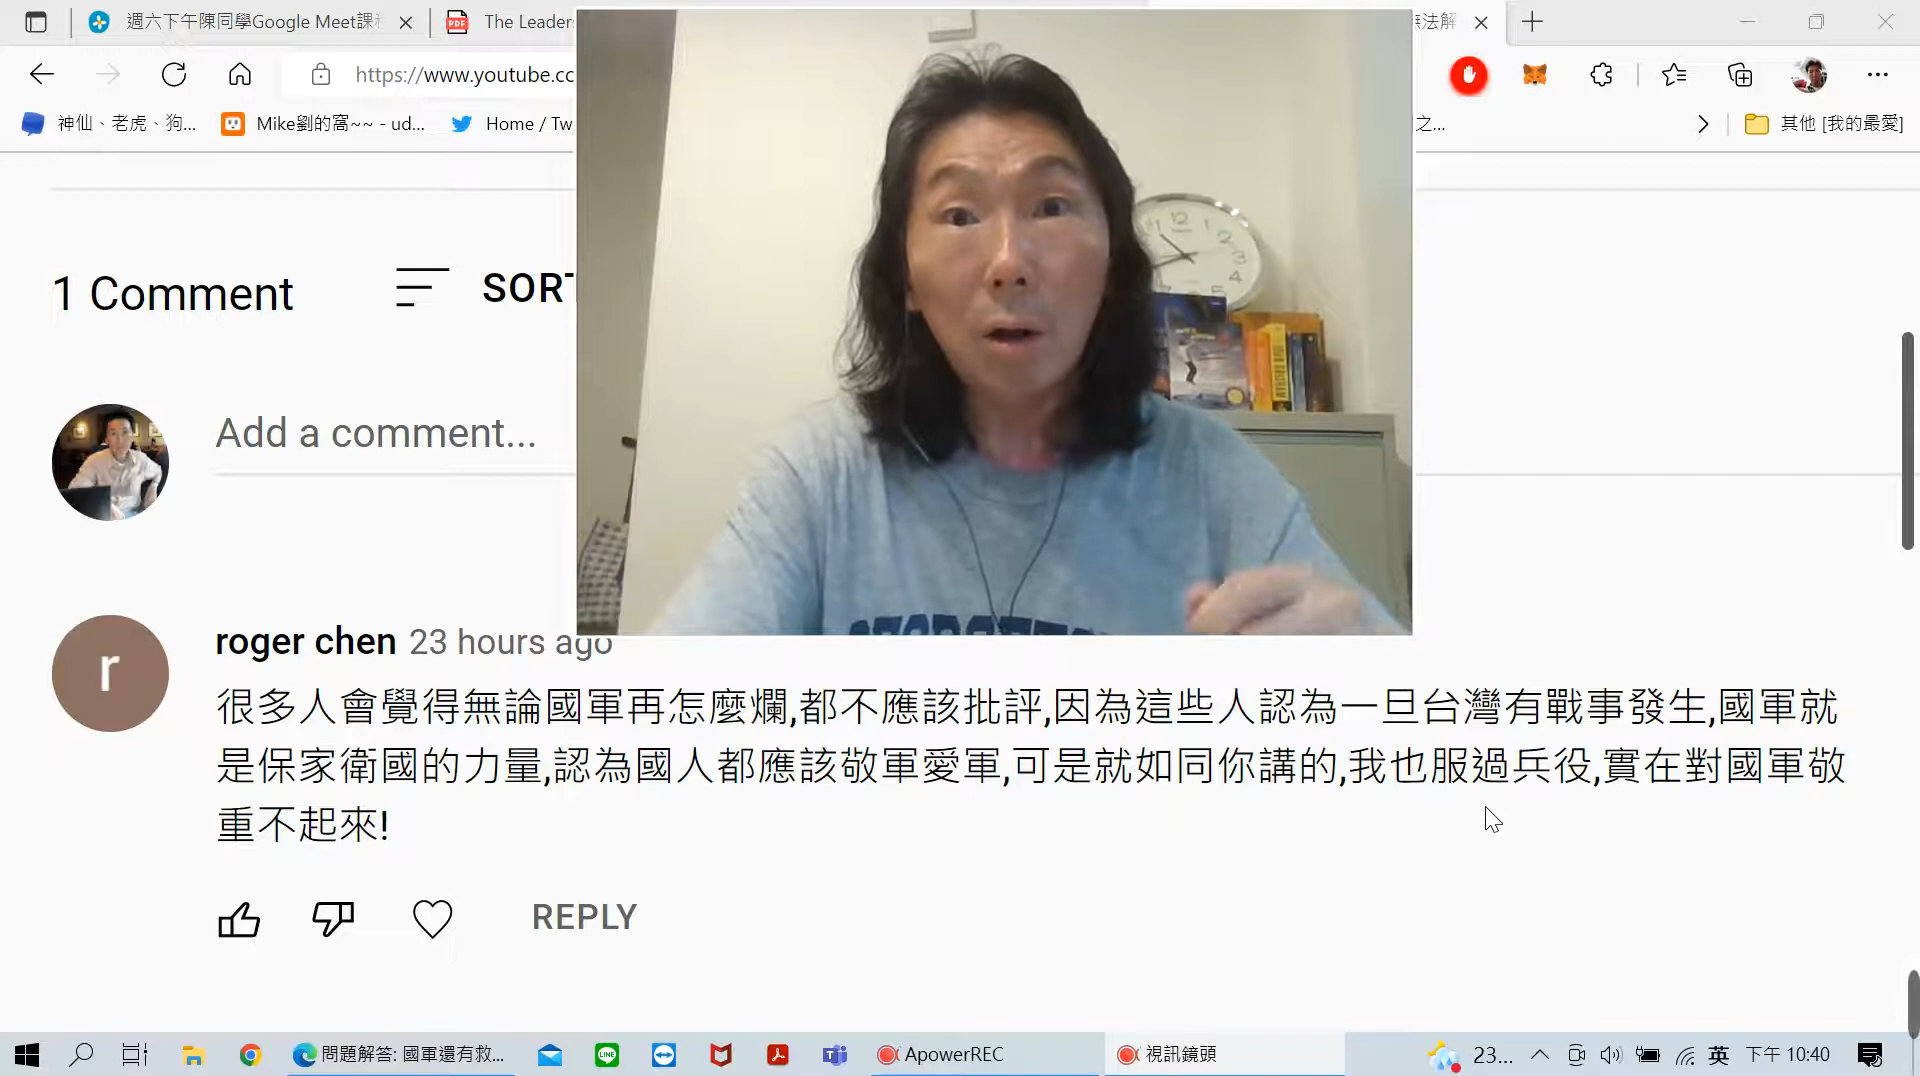 週六下午陳同學Google Meet課
The Leader
無法解
https://www.youtube.cc
神仙、老虎、狗...
Mike劉的窩~~ - ud...
Home / Tw
之...
其他 [我的最愛]
1 Comment
SORT
12
1
2
3
4
Add a comment...
roger chen 23 hours ago
很多人會覺得無論國軍再怎麼爛,都不應該批評,因為這些人認為一旦台灣有戰事發生,國軍就
是保家衛國的力量,認為國人都應該敬軍愛軍,可是就如同你講的,我也服過兵役,實在對國軍敬
重不起來!
r
REPLY
問題解答: 國軍還有救...
LINE
ApowerREC
視訊鏡頭
23...
英
下午 10:40